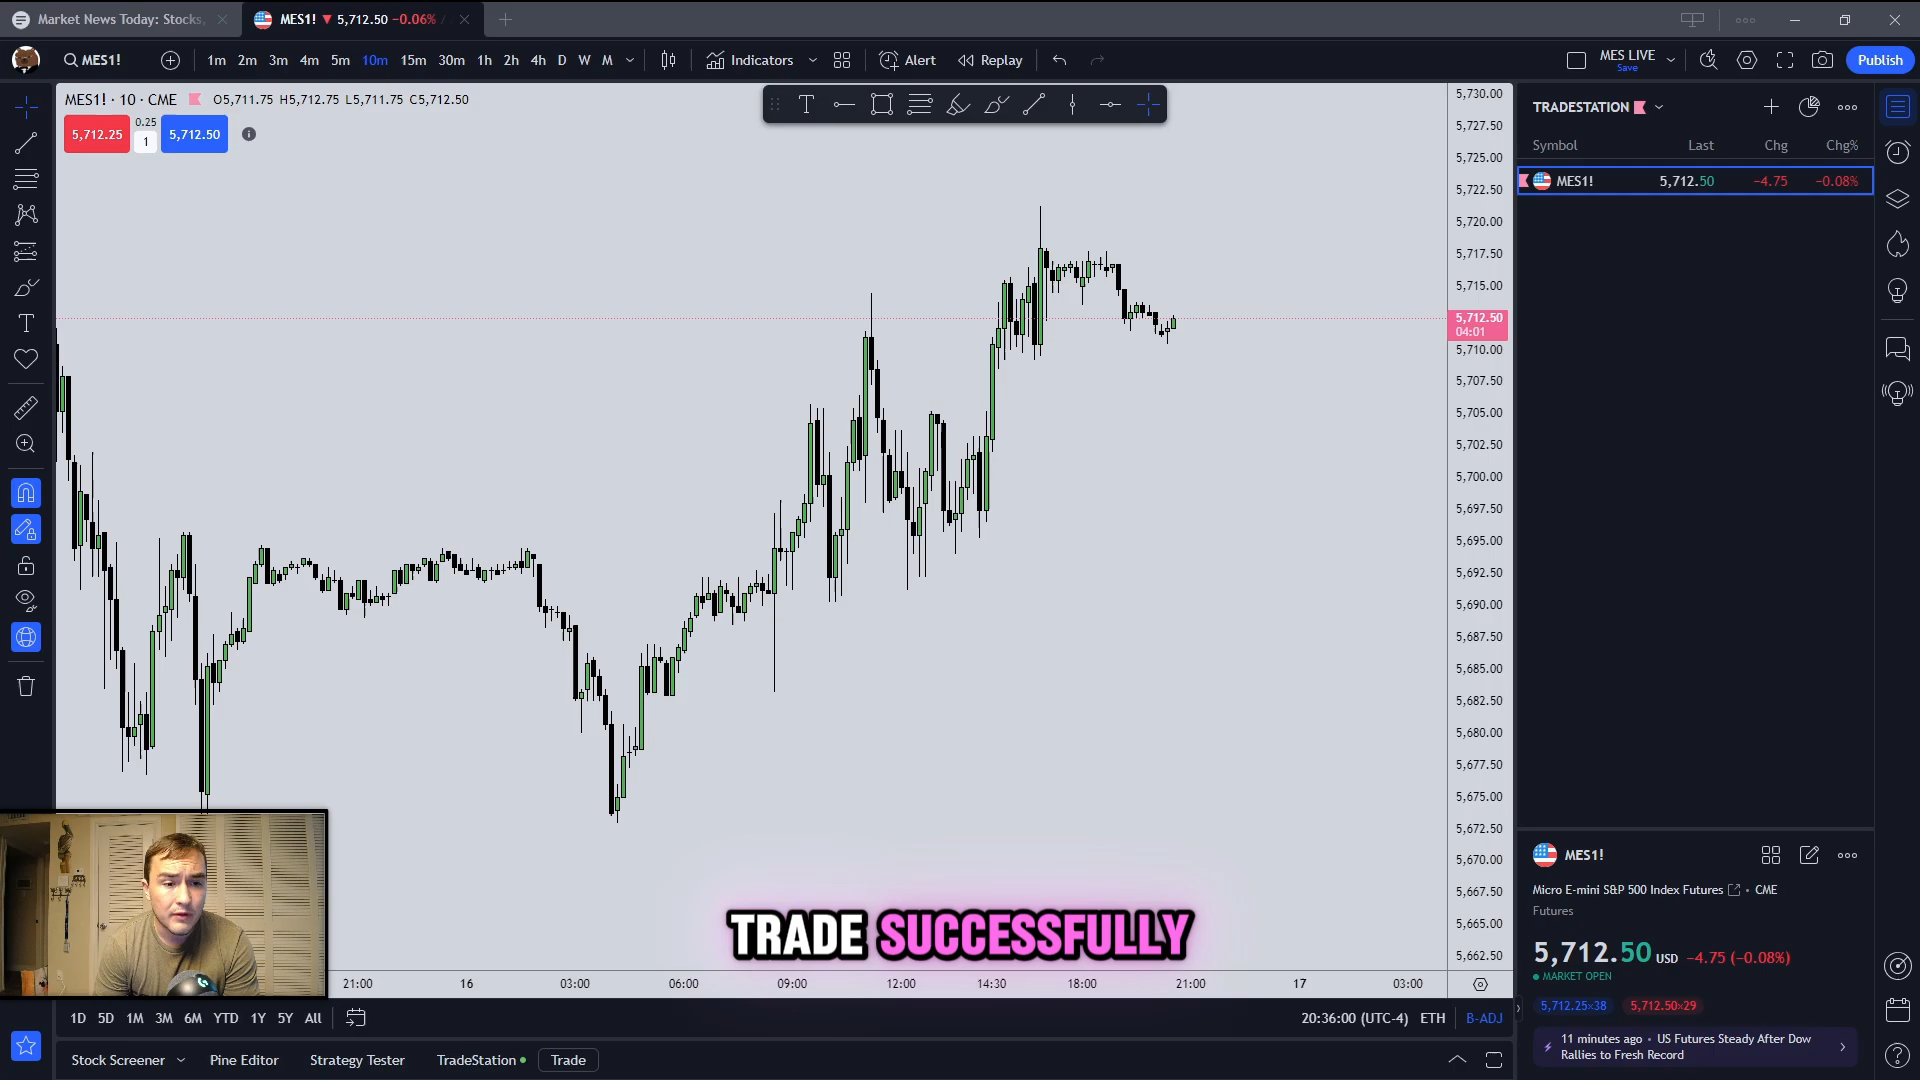 Market News Today: Stocks,
MES1! ▼ 5,712.50 -0.06% /
MES1!
1m 2m 3m 4m 5m 10m 15m 30m 1h 2h 4h D W M
Indicators
Alert
Replay
MES LIVE
Save
Publish
MES1! · 10 · CME O5,711.75 H5,712.75 L5,711.75 C5,712.50
5,712.25
0.25
1
5,712.50
5,730.00
5,727.50
5,725.00
5,722.50
5,720.00
5,717.50
5,715.00
5,712.50
04:01
5,710.00
5,707.50
5,705.00
5,702.50
5,700.00
5,697.50
5,695.00
5,692.50
5,690.00
5,687.50
5,685.00
5,682.50
5,680.00
5,677.50
5,675.00
5,672.50
5,670.00
5,667.50
5,665.00
5,662.50
TRADE SUCCESSFULLY
21:00 16 03:00 06:00 09:00 12:00 14:30 18:00 21:00 17 03:00
1D 5D 1M 3M 6M YTD 1Y 5Y All
20:36:00 (UTC-4) ETH B-ADJ
Stock Screener Pine Editor Strategy Tester TradeStation Trade
TRADESTATION
Symbol Last Chg Chg%
MES1! 5,712.50 −4.75 −0.08%
MES1!
Micro E-mini S&P 500 Index Futures • CME
Futures
5,712.50 USD −4.75 (−0.08%)
MARKET OPEN
5,712.25×38 5,712.50×29
11 minutes ago • US Futures Steady After Dow
Rallies to Fresh Record